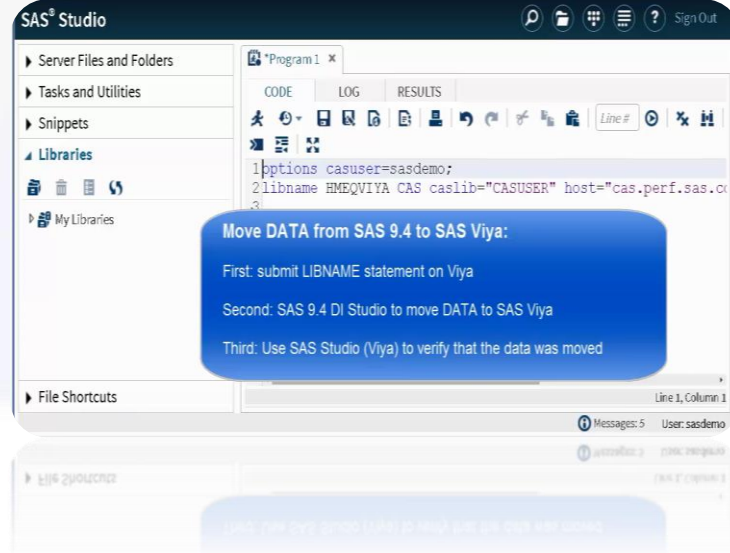 SAS® Studio
Sign Out
Server Files and Folders
Tasks and Utilities
Snippets
Libraries
My Libraries
File Shortcuts
*Program 1
CODE LOG RESULTS
Line #
1 options casuser=sasdemo;
2 libname HMEQVIYA CAS caslib="CASUSER" host="cas.perf.sas.co
3
Move DATA from SAS 9.4 to SAS Viya:
First: submit LIBNAME statement on Viya
Second: SAS 9.4 DI Studio to move DATA to SAS Viya
Third: Use SAS Studio (Viya) to verify that the data was moved
Line 1, Column 1
Messages: 5 User: sasdemo